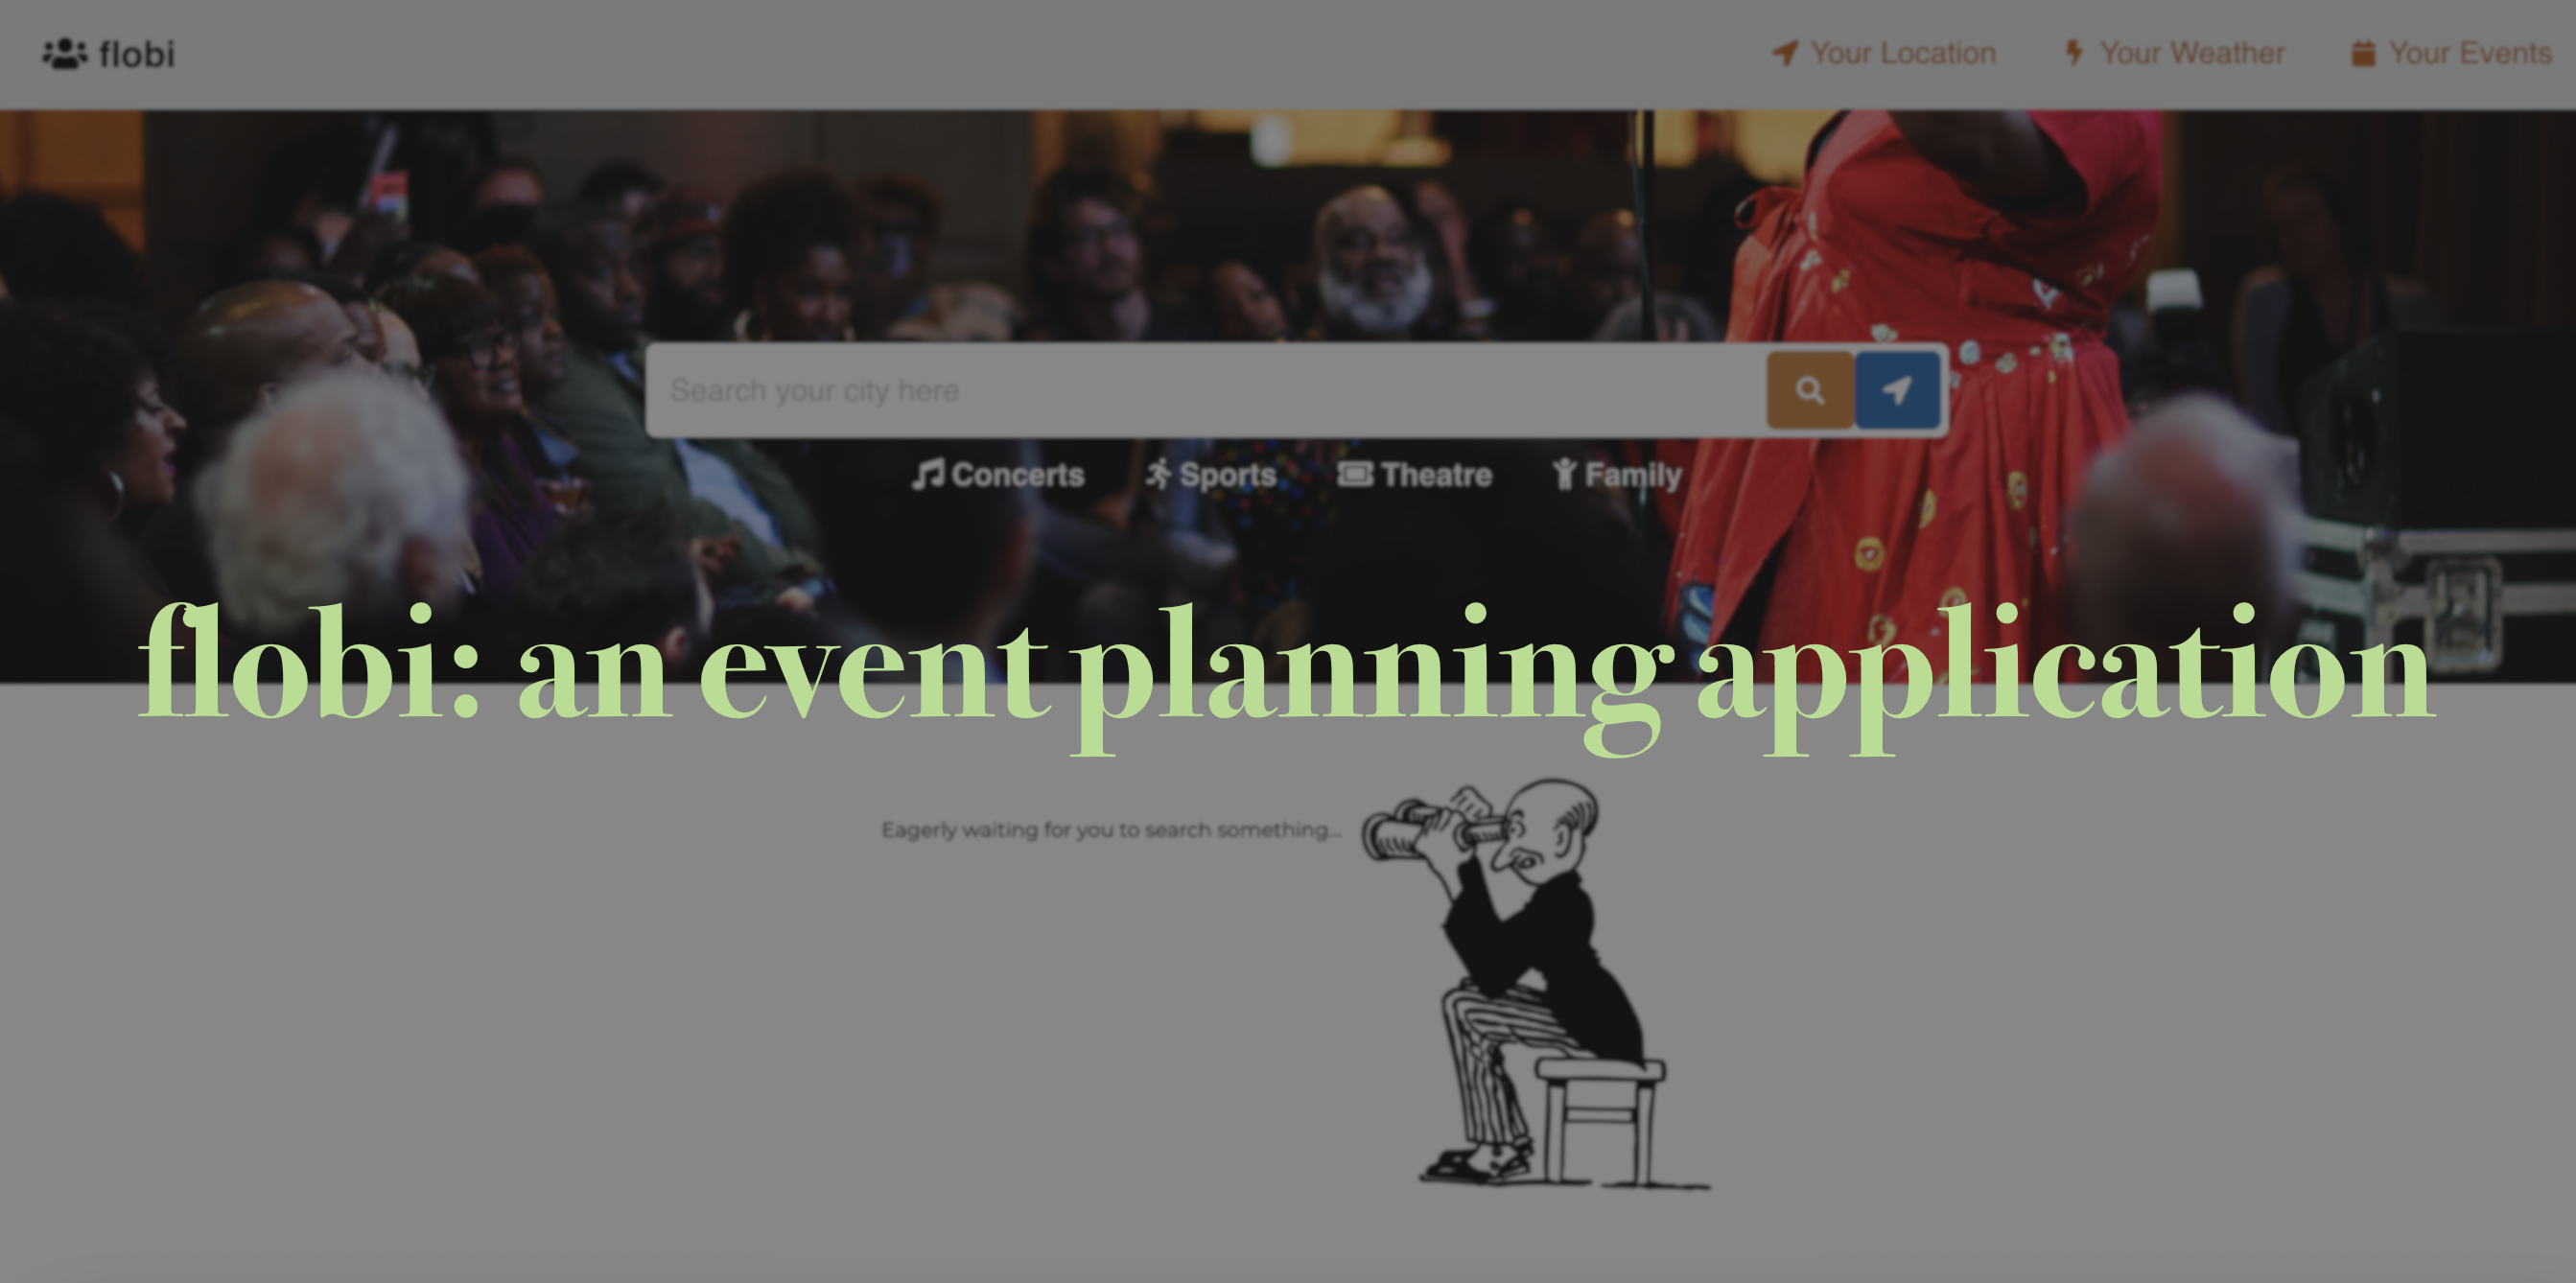 flobi
Your Location Your Weather Your Events
Search your city here
Concerts Sports Theatre Family
flobi: an event planning application
Eagerly waiting for you to search something...